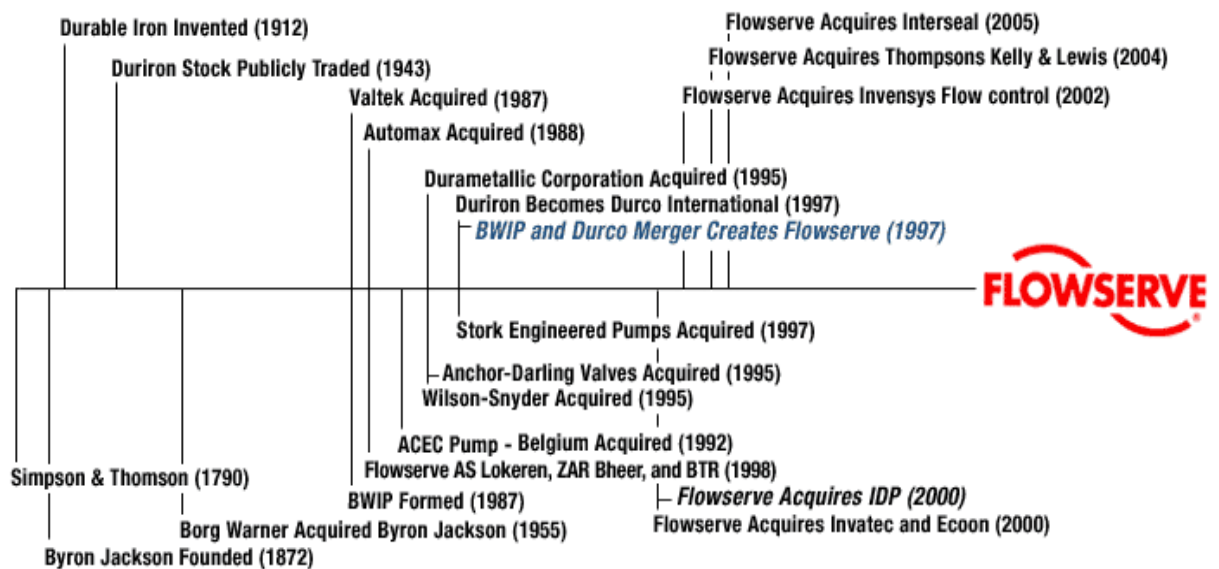 Durable Iron Invented (1912)
Flowserve Acquires Interseal (2005)
Duriron Stock Publicly Traded (1943)
Flowserve Acquires Thompsons Kelly & Lewis (2004)
Valtek Acquired (1987)
Flowserve Acquires Invensys Flow control (2002)
Automax Acquired (1988)
Durametallic Corporation Acquired (1995)
Duriron Becomes Durco International (1997)
BWIP and Durco Merger Creates Flowserve (1997)
FLOWSERVE
®
Stork Engineered Pumps Acquired (1997)
Anchor-Darling Valves Acquired (1995)
Wilson-Snyder Acquired (1995)
ACEC Pump - Belgium Acquired (1992)
Simpson & Thomson (1790)
Flowserve AS Lokeren, ZAR Bheer, and BTR (1998)
BWIP Formed (1987)
Flowserve Acquires IDP (2000)
Borg Warner Acquired Byron Jackson (1955)
Flowserve Acquires Invatec and Ecoon (2000)
Byron Jackson Founded (1872)